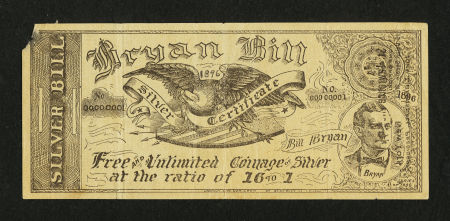 SILVER BILL
Bryan Bill
1896
No.
00000001
No.
00000001
Silver Certificate
1896
Bill Bryan
Bryan
Free and Unlimited Coinage of Silver
at the ratio of 16 to 1